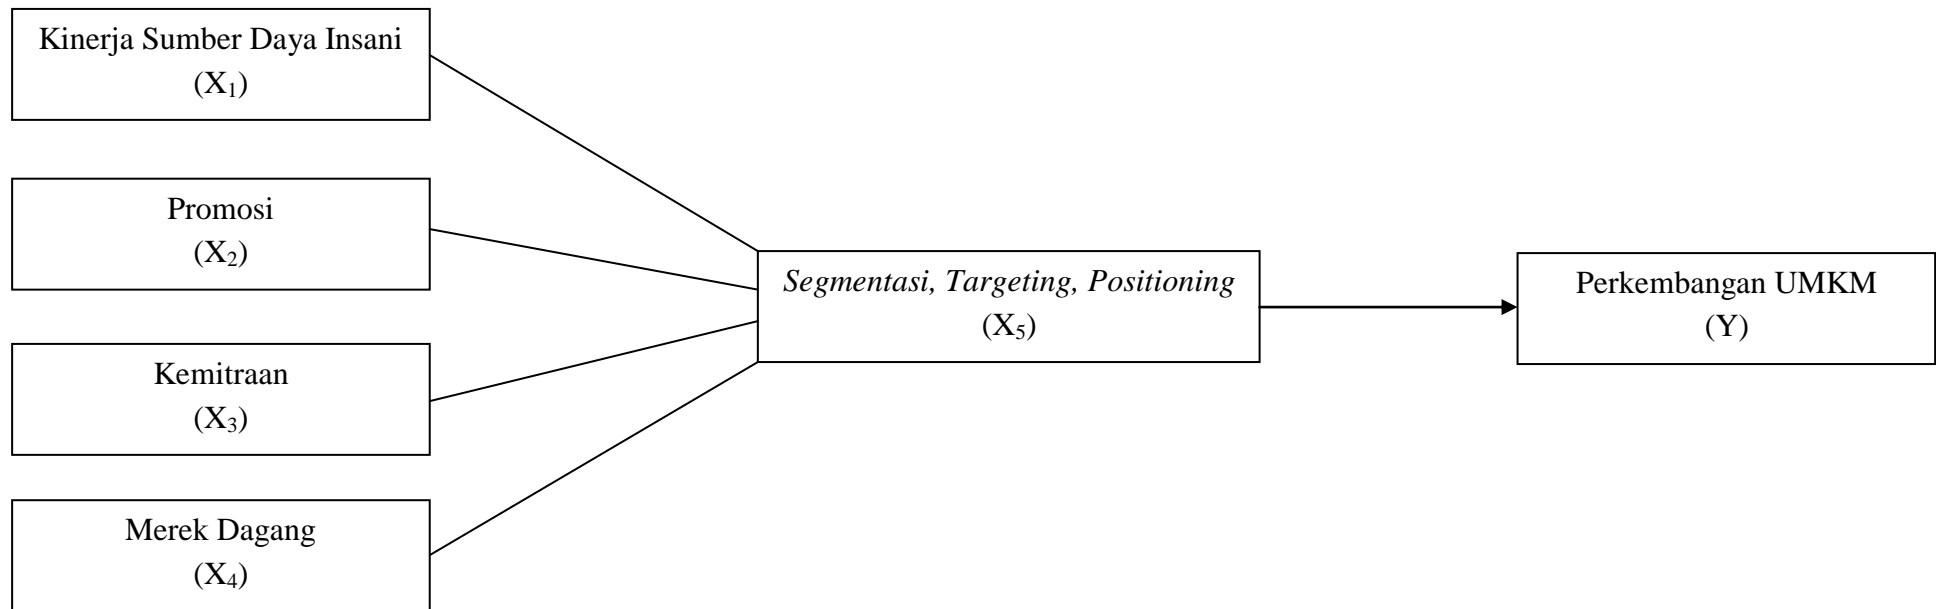 Kinerja Sumber Daya Insani
(X₁)
Promosi
(X₂)
Kemitraan
(X₃)
Merek Dagang
(X₄)
Segmentasi, Targeting, Positioning
(X₅)
Perkembangan UMKM
(Y)